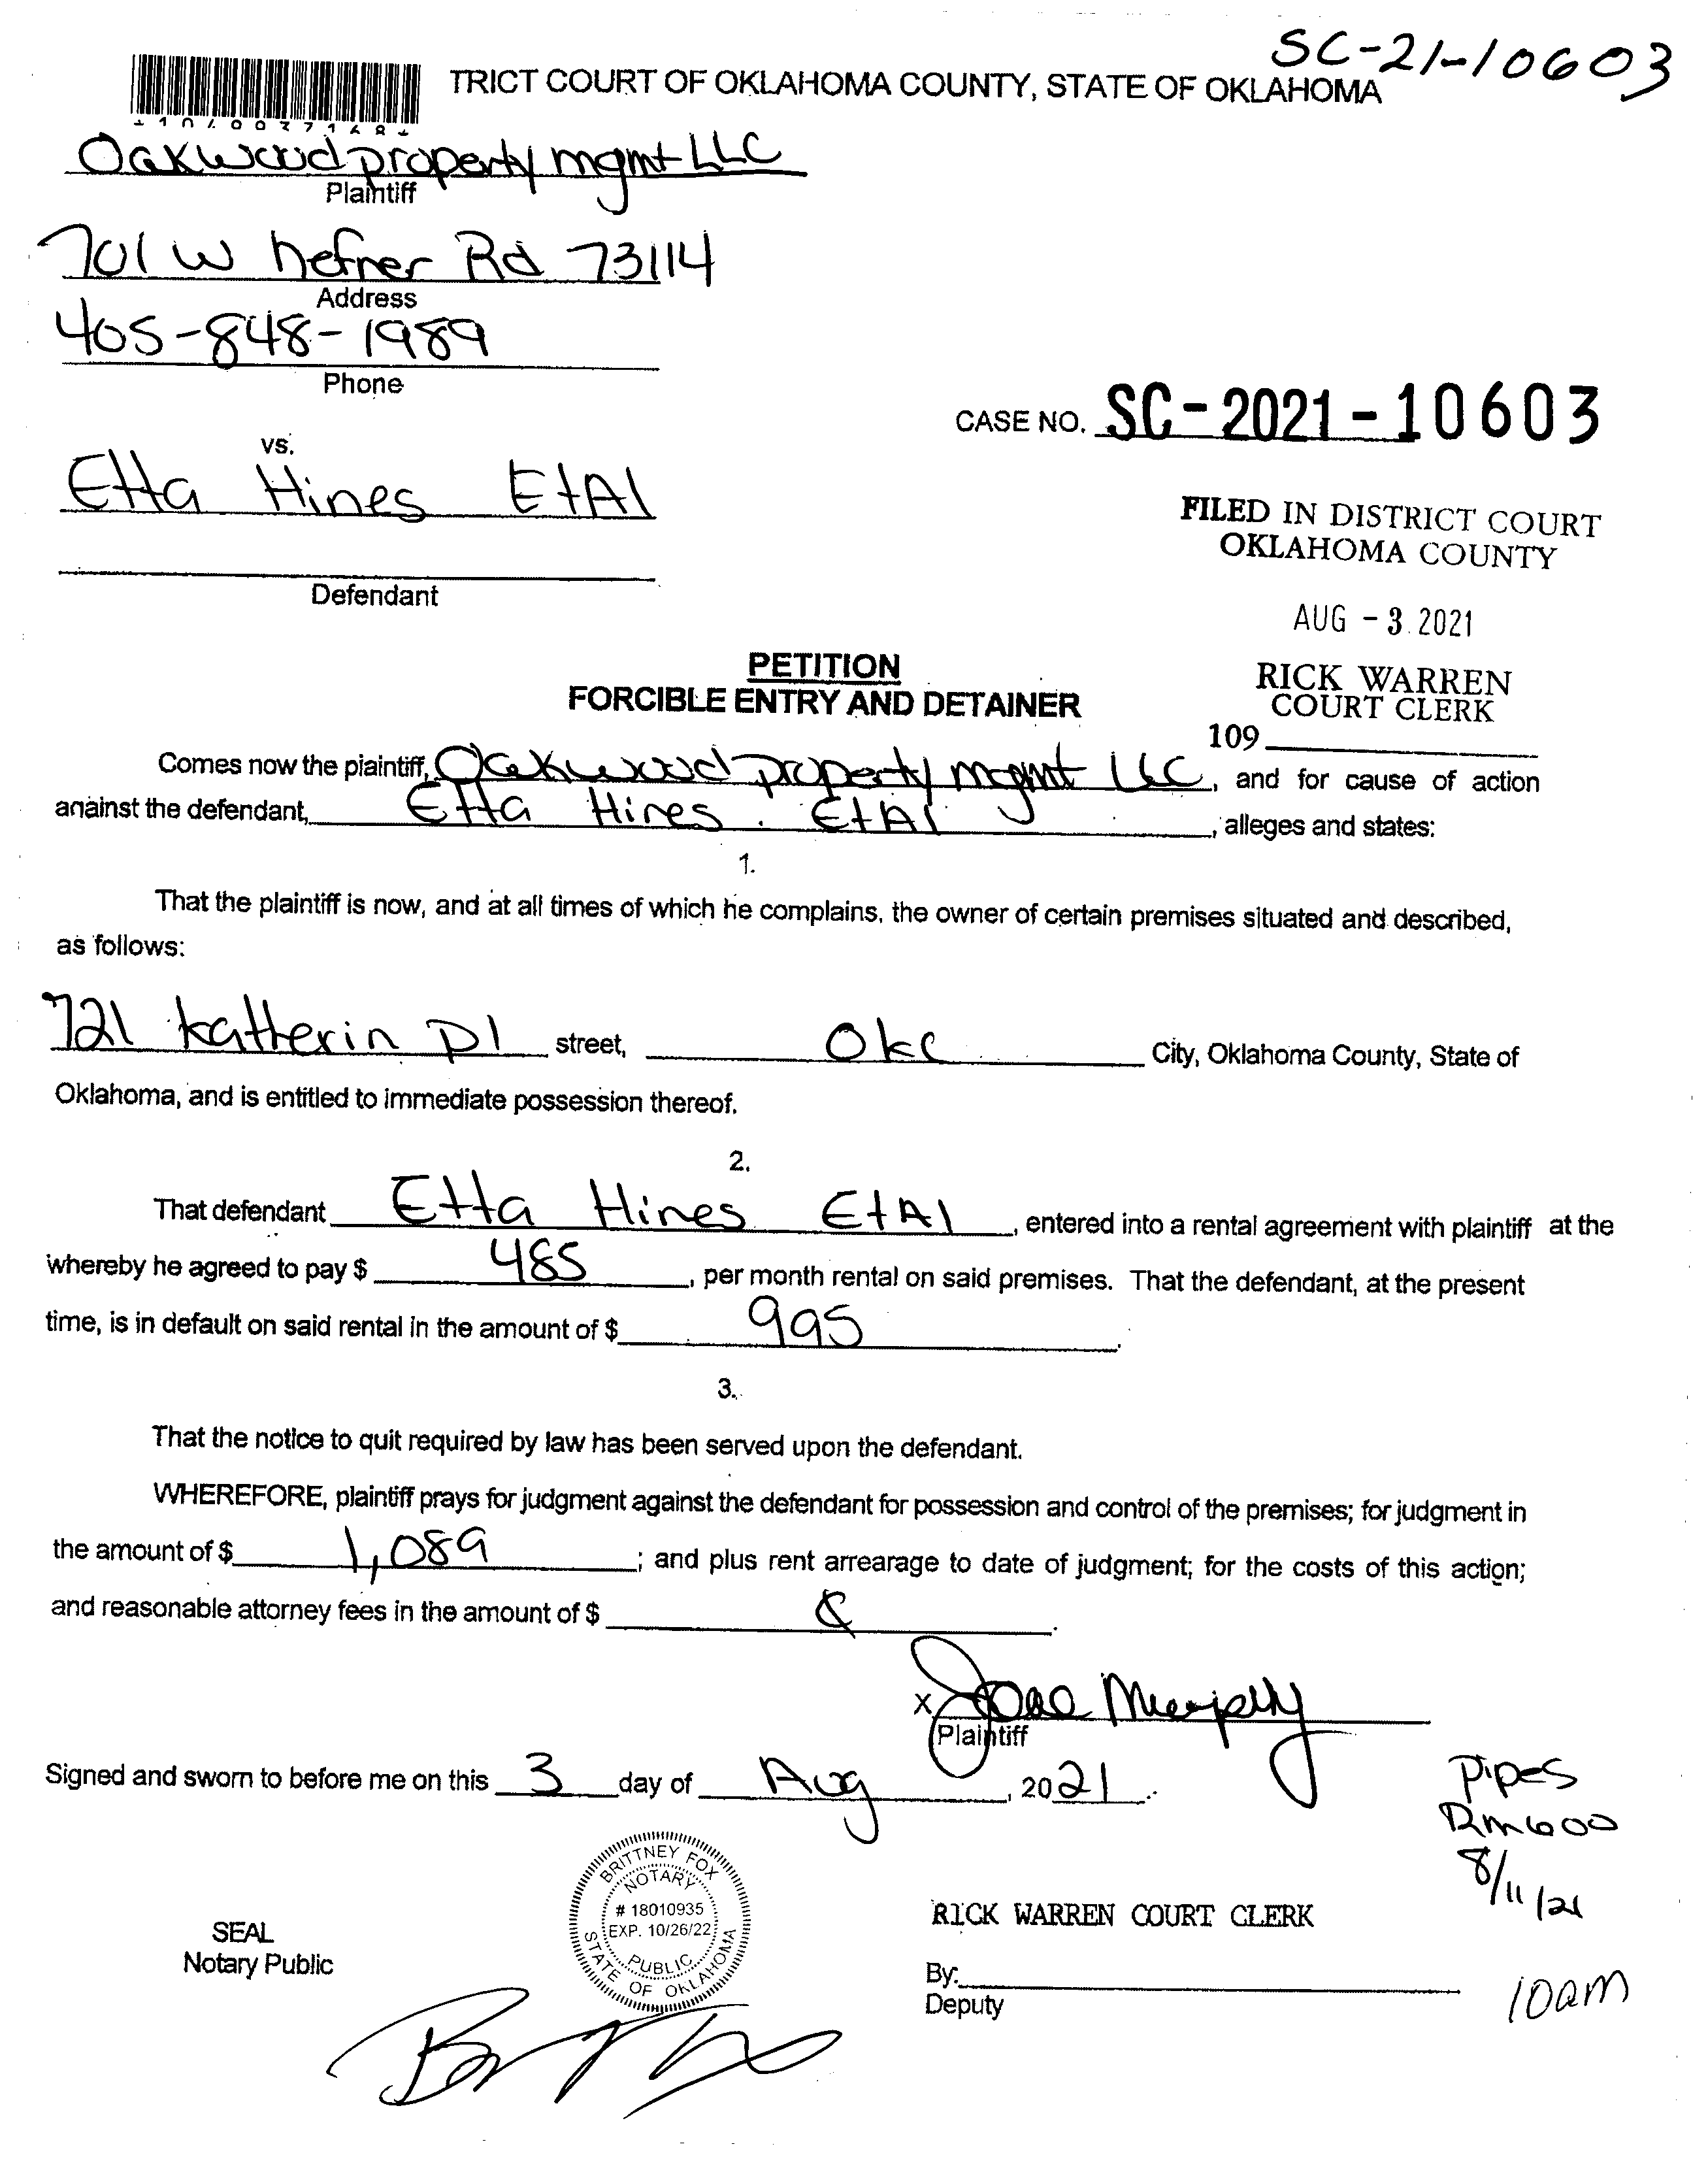 SC-21-10603
TRICT COURT OF OKLAHOMA COUNTY, STATE OF OKLAHOMA
Oakwood property mgmt LLC
Plaintiff
701 W hefner Rd 73114
Address
405-848-1989
Phone
CASE NO. SC-2021-10603
vs.
Etta Hines EtAl
Defendant
FILED IN DISTRICT COURT
OKLAHOMA COUNTY
AUG - 3 2021
RICK WARREN
COURT CLERK
109
PETITION
FORCIBLE ENTRY AND DETAINER
Comes now the plaintiff, Oakwood property mgmt LLC, and for cause of action
against the defendant, Etta Hines. EtAl, alleges and states:
1.
That the plaintiff is now, and at all times of which he complains, the owner of certain premises situated and described,
as follows:
721 katherin Pl street, Okc City, Oklahoma County, State of
Oklahoma, and is entitled to immediate possession thereof.
2.
That defendant Etta Hines EtAl, entered into a rental agreement with plaintiff at the
whereby he agreed to pay $ 485, per month rental on said premises. That the defendant, at the present
time, is in default on said rental in the amount of $ 995.
3.
That the notice to quit required by law has been served upon the defendant.
WHEREFORE, plaintiff prays for judgment against the defendant for possession and control of the premises; for judgment in
the amount of $ 1,089; and plus rent arrearage to date of judgment; for the costs of this action;
and reasonable attorney fees in the amount of $
X Murphy
Plaintiff
Signed and sworn to before me on this 3 day of Aug, 2021.
Pipes
Rm 600
8/11/21
10am
BRITTNEY FOX
NOTARY
# 18010935
EXP. 10/26/22
PUBLIC
STATE OF OKLAHOMA
SEAL
Notary Public
RICK WARREN COURT CLERK
By:
Deputy